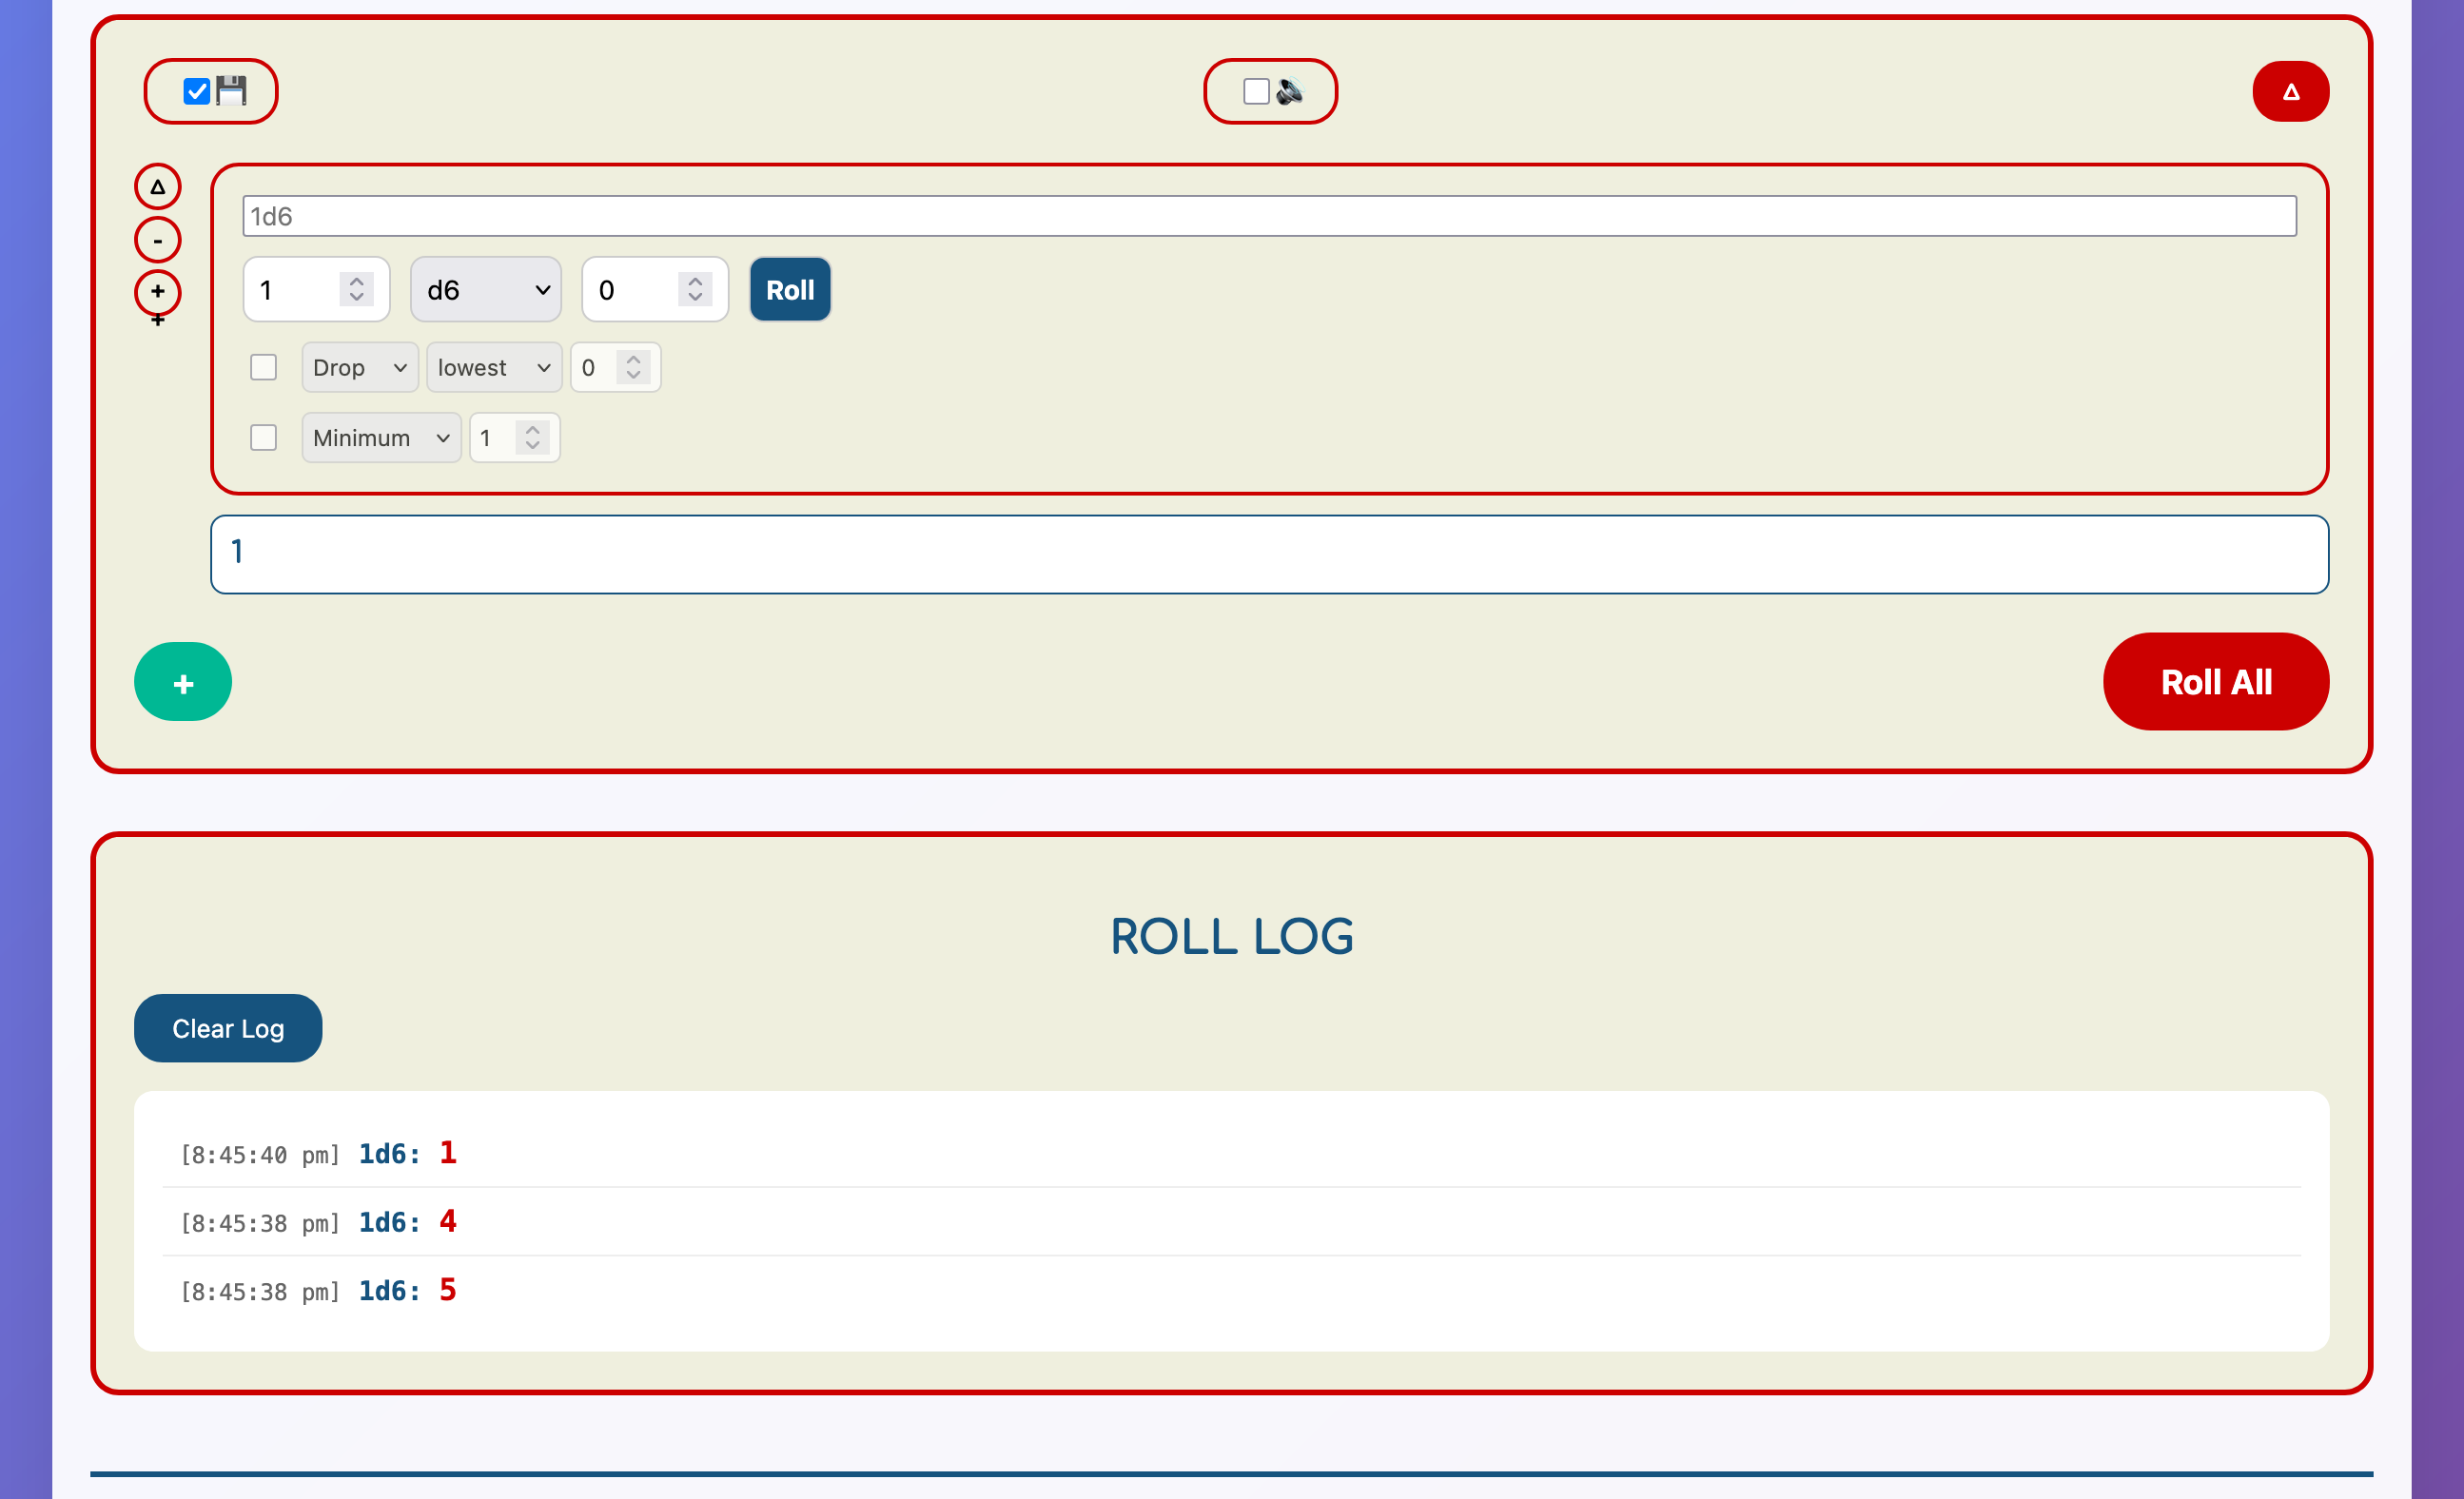 💾 🔊 Δ
Δ
1d6
-
1 d6 0 Roll
+
+
Drop lowest 0
Minimum 1
1
+ Roll All
ROLL LOG
Clear Log
[8:45:40 pm] 1d6: 1
[8:45:38 pm] 1d6: 4
[8:45:38 pm] 1d6: 5